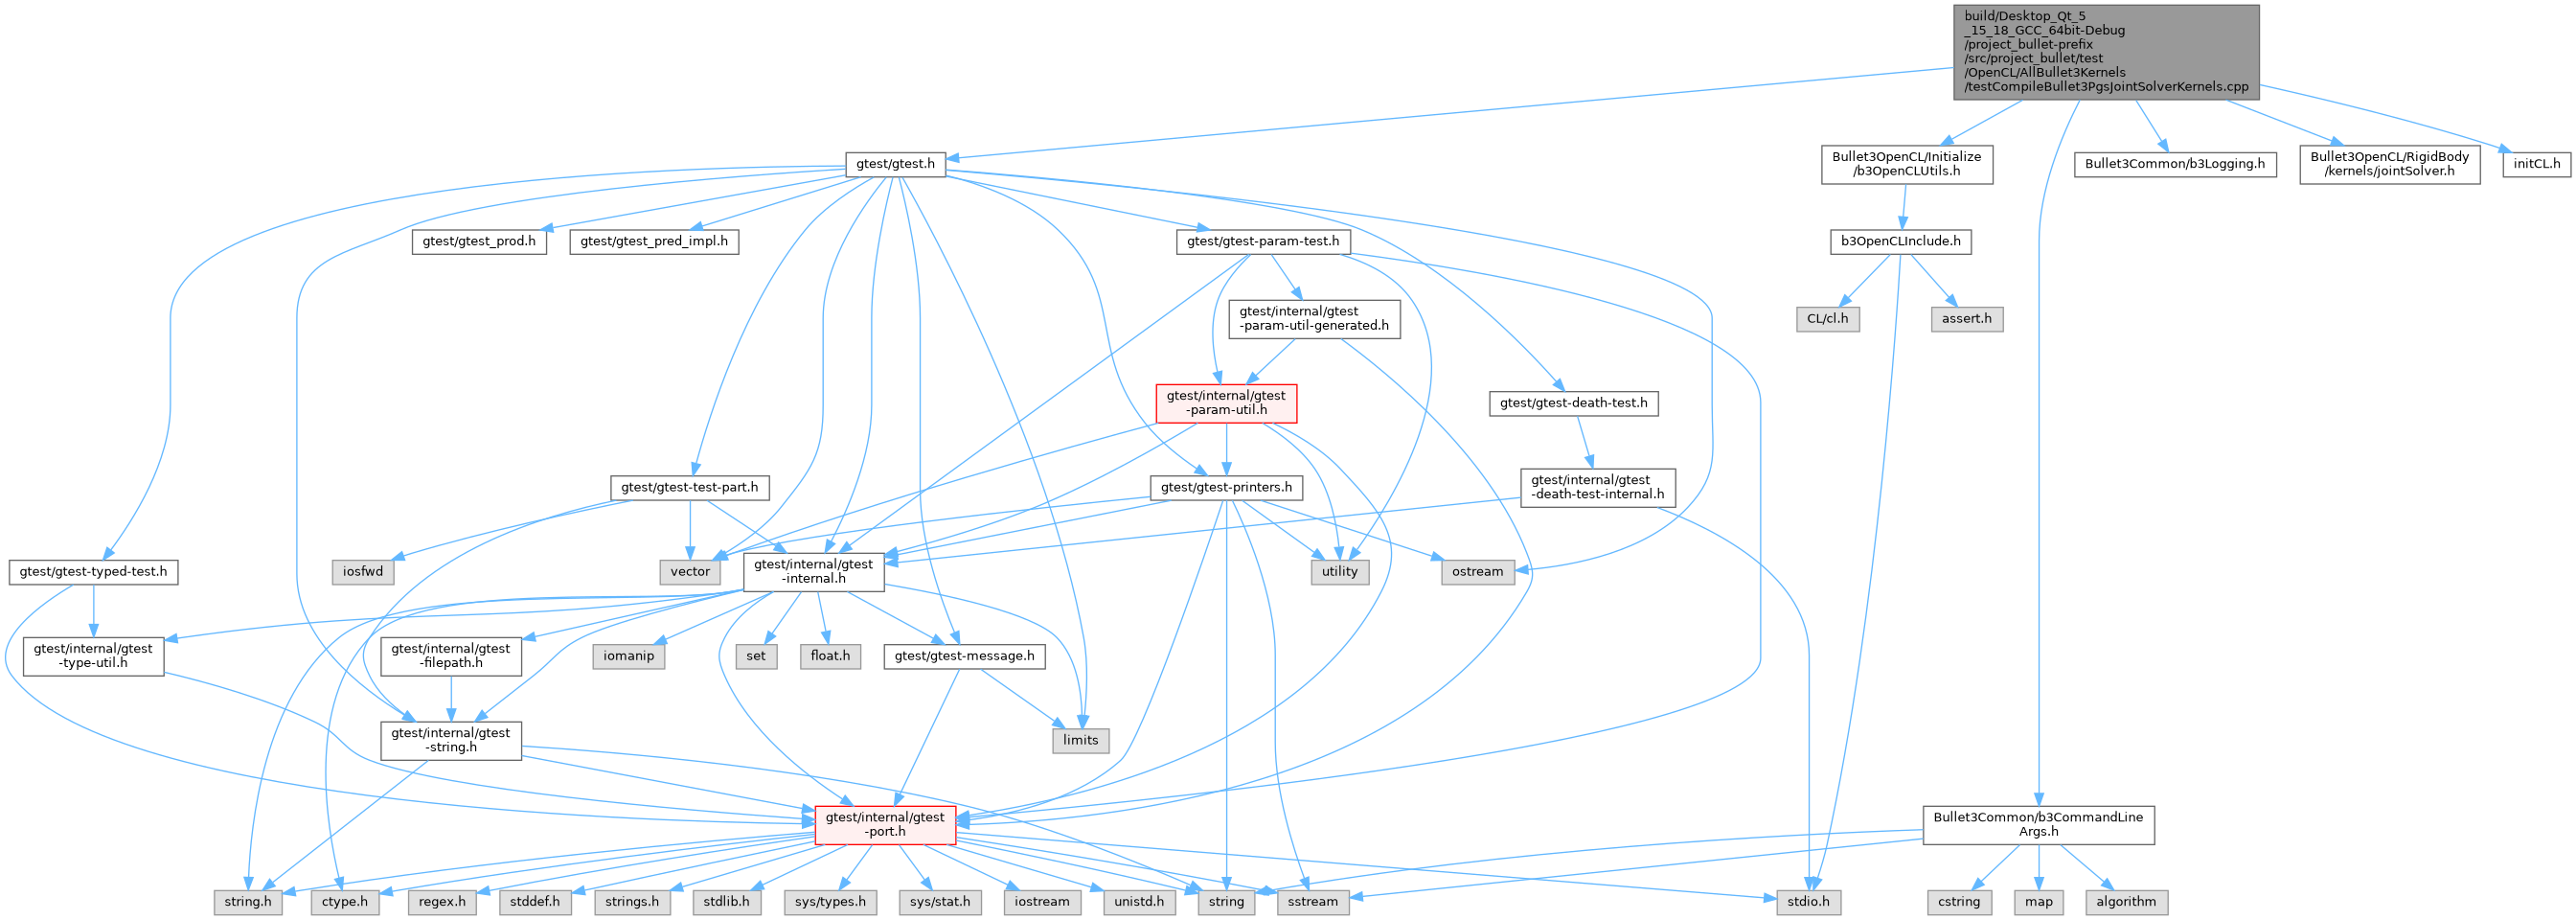 build/Desktop_Qt_5
_15_18_GCC_64bit-Debug
/project_bullet-prefix
/src/project_bullet/test
/OpenCL/AllBullet3Kernels
/testCompileBullet3PgsJointSolverKernels.cpp
gtest/gtest.h
Bullet3OpenCL/Initialize
/b3OpenCLUtils.h
Bullet3Common/b3Logging.h
Bullet3OpenCL/RigidBody
/kernels/jointSolver.h
initCL.h
gtest/gtest_prod.h
gtest/gtest_pred_impl.h
gtest/gtest-param-test.h
b3OpenCLInclude.h
gtest/internal/gtest
-param-util-generated.h
CL/cl.h
assert.h
gtest/internal/gtest
-param-util.h
gtest/gtest-death-test.h
gtest/gtest-test-part.h
gtest/gtest-printers.h
gtest/internal/gtest
-death-test-internal.h
gtest/gtest-typed-test.h
iosfwd
vector
gtest/internal/gtest
-internal.h
utility
ostream
gtest/internal/gtest
-type-util.h
gtest/internal/gtest
-filepath.h
iomanip
set
float.h
gtest/gtest-message.h
gtest/internal/gtest
-string.h
limits
gtest/internal/gtest
-port.h
Bullet3Common/b3CommandLine
Args.h
string.h
ctype.h
regex.h
stddef.h
strings.h
stdlib.h
sys/types.h
sys/stat.h
iostream
unistd.h
string
sstream
stdio.h
cstring
map
algorithm